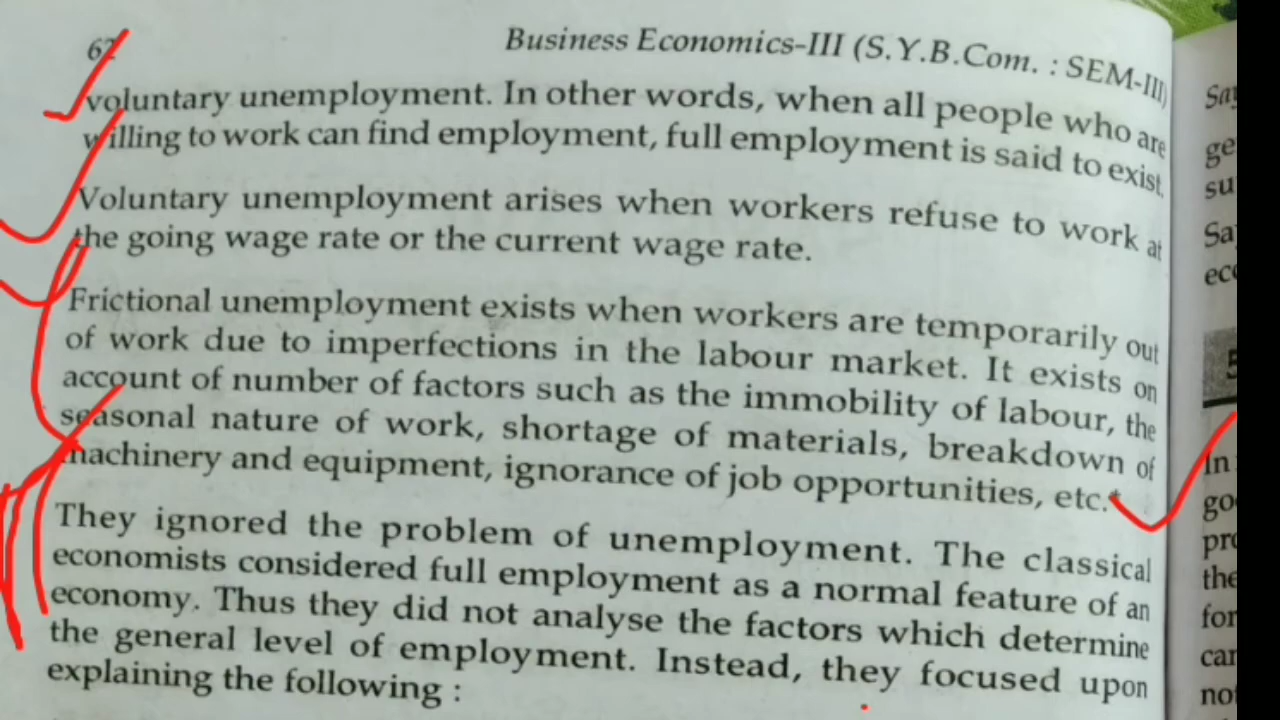 62
Business Economics-III (S.Y.B.Com. : SEM-III)
voluntary unemployment. In other words, when all people who are
willing to work can find employment, full employment is said to exist.
Voluntary unemployment arises when workers refuse to work at
the going wage rate or the current wage rate.
Frictional unemployment exists when workers are temporarily out
of work due to imperfections in the labour market. It exists on
account of number of factors such as the immobility of labour, the
seasonal nature of work, shortage of materials, breakdown of
machinery and equipment, ignorance of job opportunities, etc.
They ignored the problem of unemployment. The classical
economists considered full employment as a normal feature of an
economy. Thus they did not analyse the factors which determine
the general level of employment. Instead, they focused upon
explaining the following :